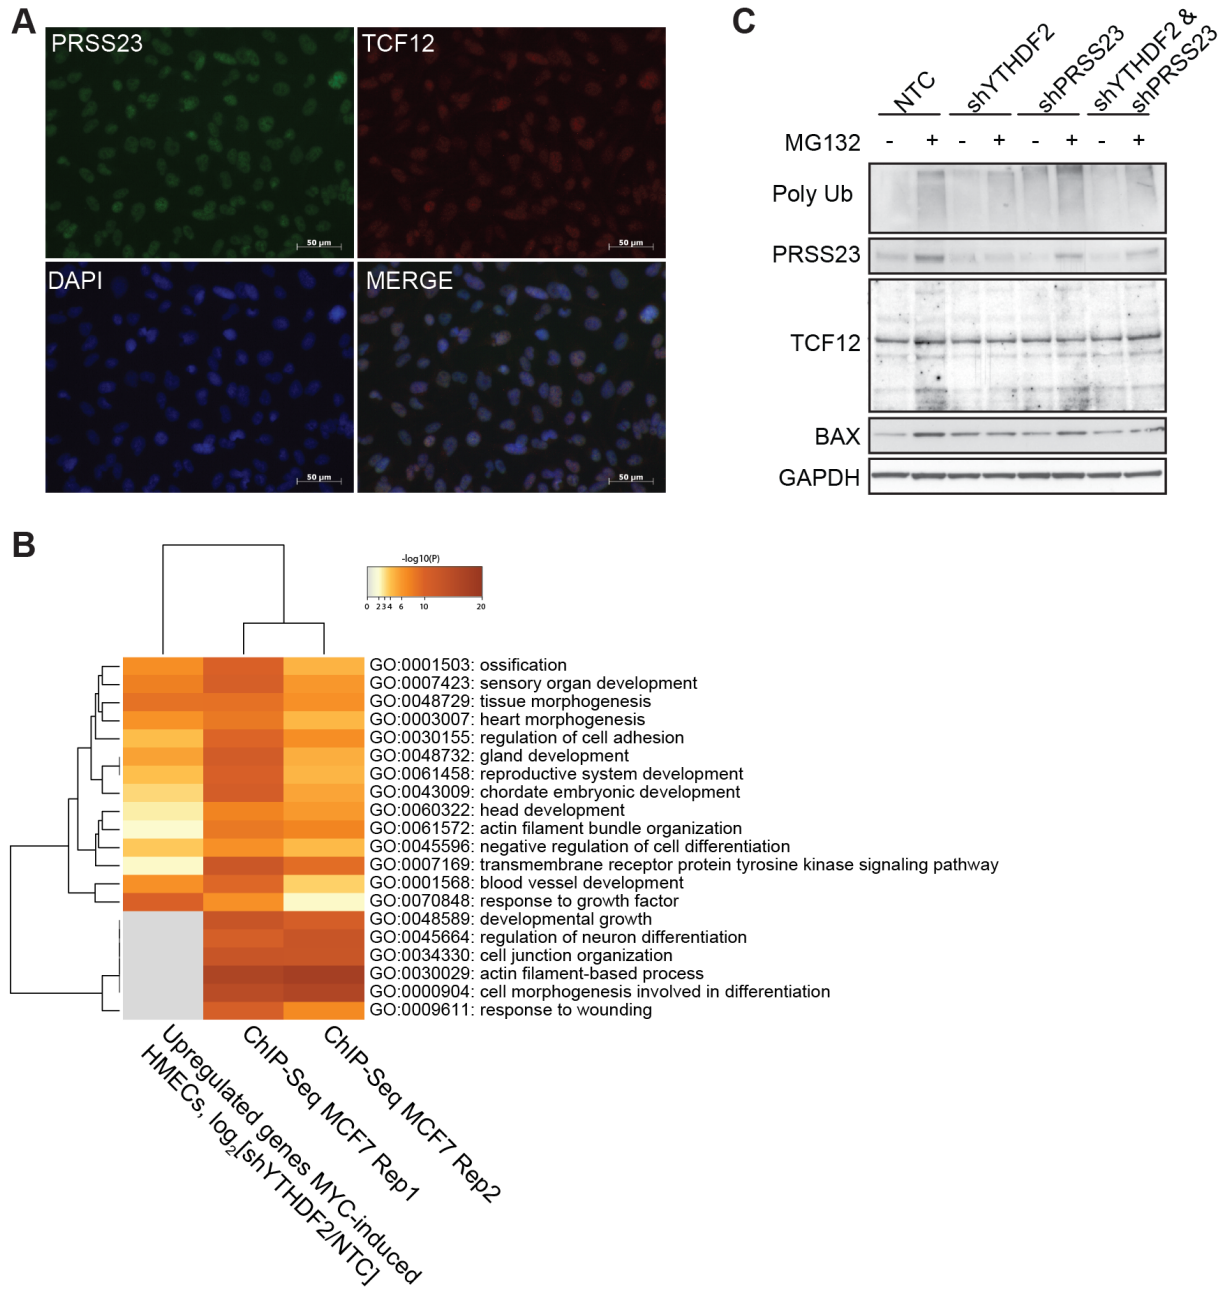 A
PRSS23
TCF12
50 µm
50 µm
DAPI
MERGE
50 µm
50 µm
C
NTC
shYTHDF2
shPRSS23
shYTHDF2 &
shPRSS23
MG132 - + - + - + - +
Poly Ub
PRSS23
TCF12
BAX
GAPDH
B
-log10(P)
0 2 3 4 6 10 20
GO:0001503: ossification
GO:0007423: sensory organ development
GO:0048729: tissue morphogenesis
GO:0003007: heart morphogenesis
GO:0030155: regulation of cell adhesion
GO:0048732: gland development
GO:0061458: reproductive system development
GO:0043009: chordate embryonic development
GO:0060322: head development
GO:0061572: actin filament bundle organization
GO:0045596: negative regulation of cell differentiation
GO:0007169: transmembrane receptor protein tyrosine kinase signaling pathway
GO:0001568: blood vessel development
GO:0070848: response to growth factor
GO:0048589: developmental growth
GO:0045664: regulation of neuron differentiation
GO:0034330: cell junction organization
GO:0030029: actin filament-based process
GO:0000904: cell morphogenesis involved in differentiation
GO:0009611: response to wounding
Upregulated genes MYC-induced
HMECs, log₂[shYTHDF2/NTC]
ChIP-Seq MCF7 Rep1
ChIP-Seq MCF7 Rep2